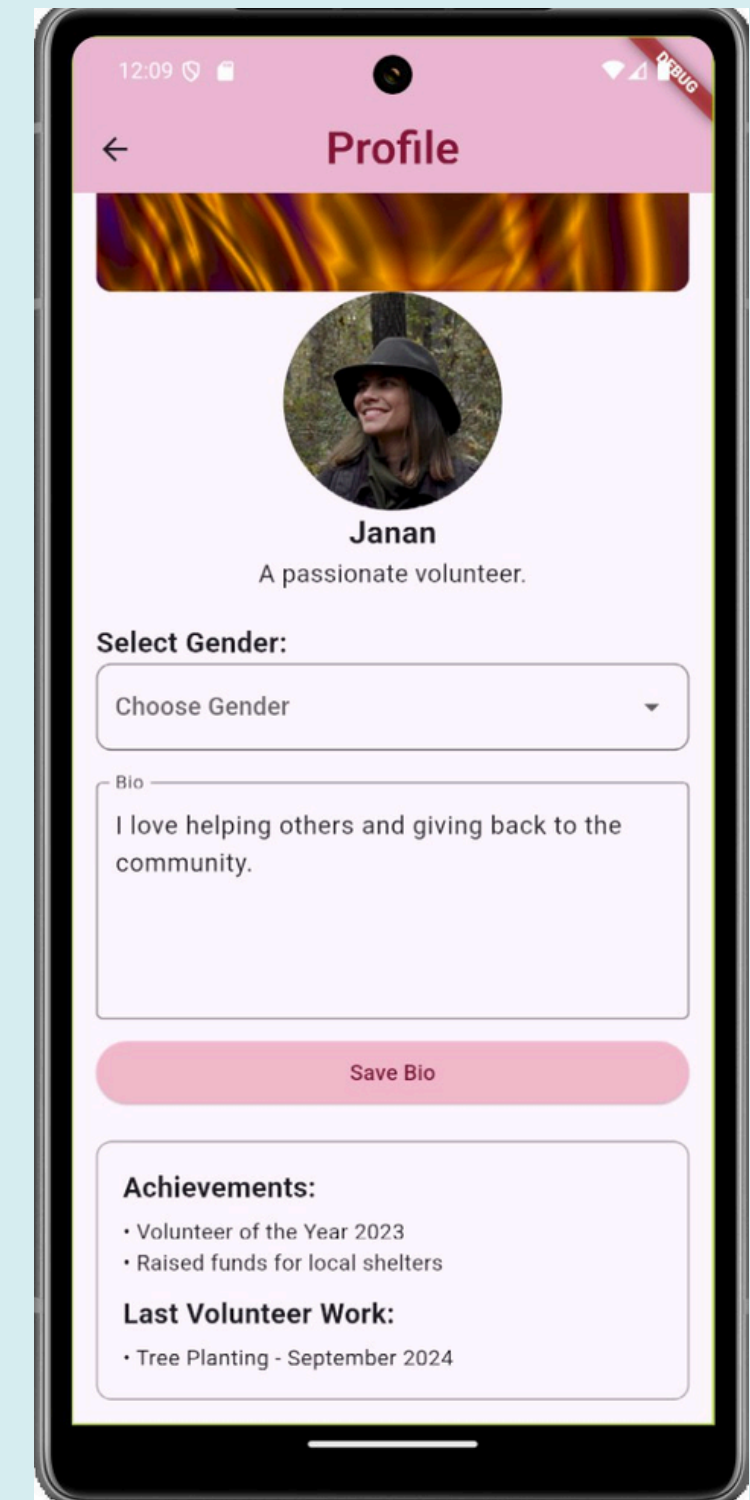 12:09
DEBUG
Profile
Janan
A passionate volunteer.
Select Gender:
Choose Gender
Bio
I love helping others and giving back to the
community.
Save Bio
Achievements:
• Volunteer of the Year 2023
• Raised funds for local shelters
Last Volunteer Work:
• Tree Planting - September 2024